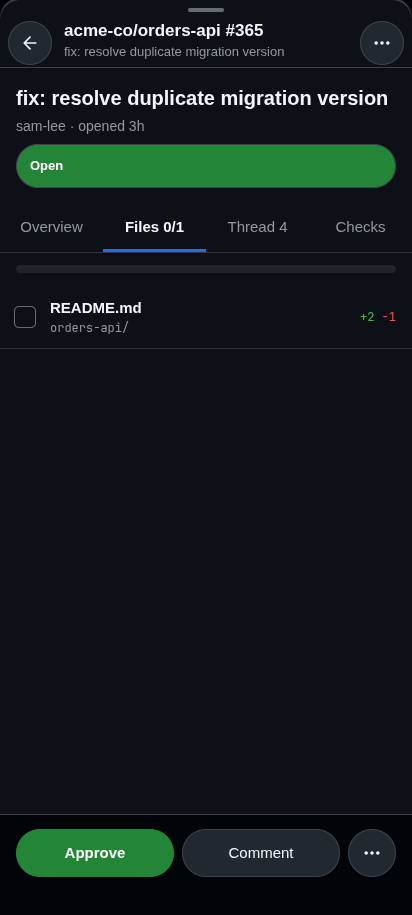 acme-co/orders-api #365
fix: resolve duplicate migration version
fix: resolve duplicate migration version
sam-lee · opened 3h
Open
Overview Files 0/1 Thread 4 Checks
README.md
orders-api/
+2 -1
Approve Comment